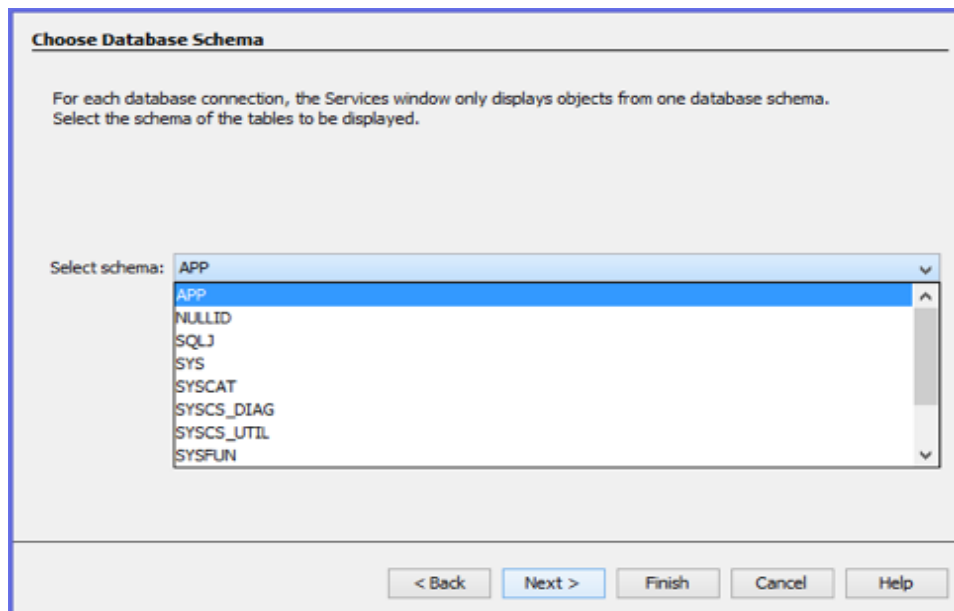 Choose Database Schema
For each database connection, the Services window only displays objects from one database schema.
Select the schema of the tables to be displayed.
Select schema: APP
APP
NULLID
SQLJ
SYS
SYSCAT
SYSCS_DIAG
SYSCS_UTIL
SYSFUN
< Back Next > Finish Cancel Help